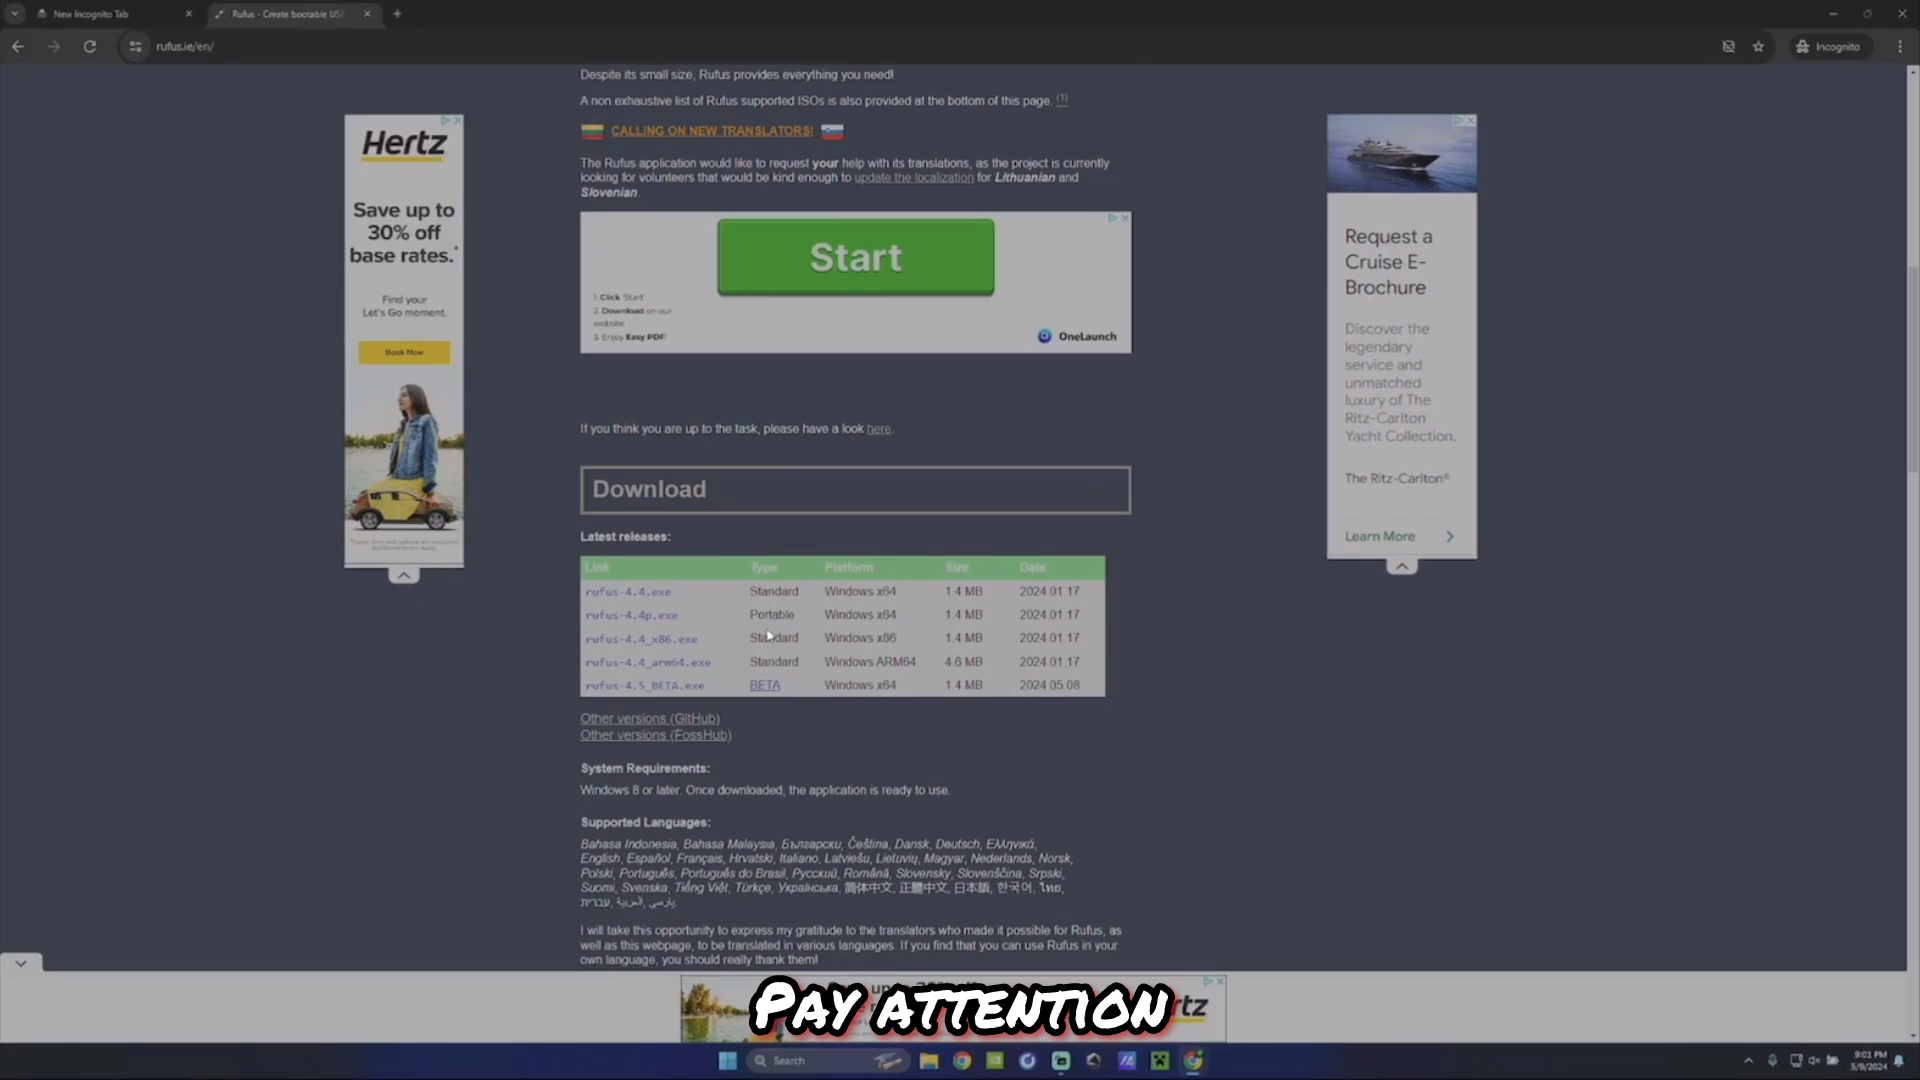 New Incognito Tab
Rufus - Create bootable US
rufus.ie/en/
Incognito
Despite its small size, Rufus provides everything you need!
A non exhaustive list of Rufus supported ISOs is also provided at the bottom of this page. (1)
CALLING ON NEW TRANSLATORS!
The Rufus application would like to request your help with its translations, as the project is currently
looking for volunteers that would be kind enough to update the localization for Lithuanian and
Slovenian.
Hertz
Save up to
30% off
base rates.*
Find your
Let's Go moment.
Book Now
Start
1. Click 'Start'
2. Download on our
website
3. Enjoy Easy PDF!
OneLaunch
Request a
Cruise E-
Brochure
Discover the
legendary
service and
unmatched
luxury of The
Ritz-Carlton
Yacht Collection.
The Ritz-Carlton®
Learn More
If you think you are up to the task, please have a look here.
Download
Latest releases:
Link Type Platform Size Date
rufus-4.4.exe Standard Windows x64 1.4 MB 2024.01.17
rufus-4.4p.exe Portable Windows x64 1.4 MB 2024.01.17
rufus-4.4_x86.exe Standard Windows x86 1.4 MB 2024.01.17
rufus-4.4_arm64.exe Standard Windows ARM64 4.6 MB 2024.01.17
rufus-4.5_BETA.exe BETA Windows x64 1.4 MB 2024.05.08
Other versions (GitHub)
Other versions (FossHub)
System Requirements:
Windows 8 or later. Once downloaded, the application is ready to use.
Supported Languages:
Bahasa Indonesia, Bahasa Malaysia, Български, Čeština, Dansk, Deutsch, Ελληνικά,
English, Español, Français, Hrvatski, Italiano, Latviešu, Lietuvių, Magyar, Nederlands, Norsk,
Polski, Português, Português do Brasil, Русский, Română, Slovensky, Slovenščina, Srpski,
Suomi, Svenska, Tiếng Việt, Türkçe, Українська, 简体中文, 正體中文, 日本語, 한국어, ไทย,
עברית, العربية, پارسی.
I will take this opportunity to express my gratitude to the translators who made it possible for Rufus, as
well as this webpage, to be translated in various languages. If you find that you can use Rufus in your
own language, you should really thank them!
Pay attention
Search
9:01 PM
5/9/2024